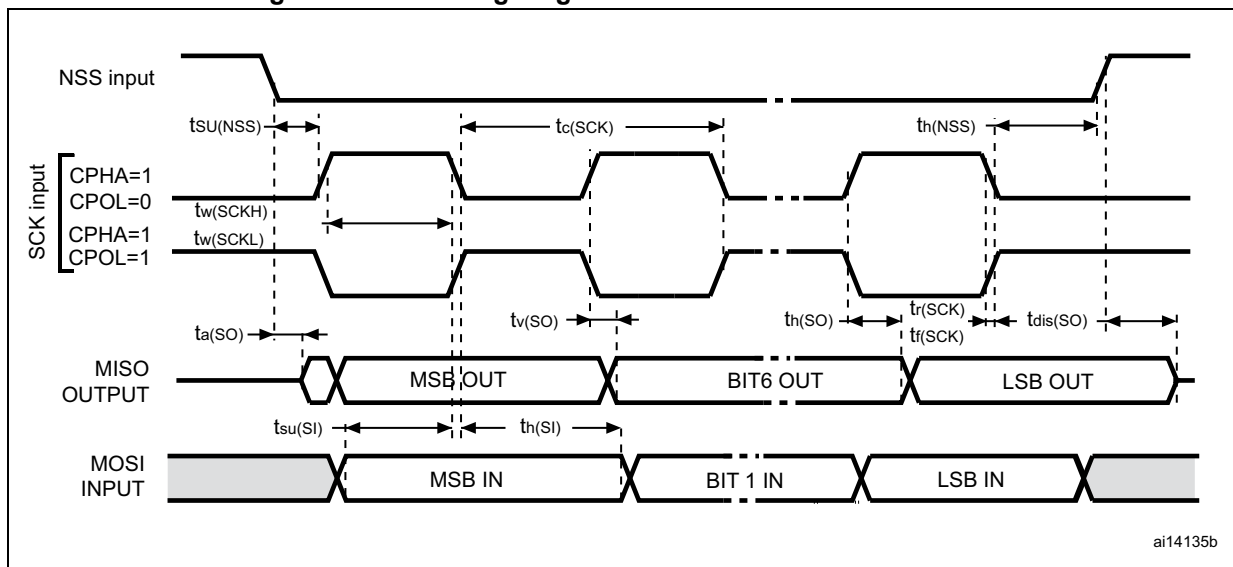 NSS input
tSU(NSS)
tc(SCK)
th(NSS)
SCK input
CPHA=1
CPOL=0
tw(SCKH)
CPHA=1
tw(SCKL)
CPOL=1
ta(SO)
tv(SO)
th(SO)
tr(SCK)
tf(SCK)
tdis(SO)
MISO
OUTPUT
MSB OUT
BIT6 OUT
LSB OUT
tsu(SI)
th(SI)
MOSI
INPUT
MSB IN
BIT 1 IN
LSB IN
ai14135b